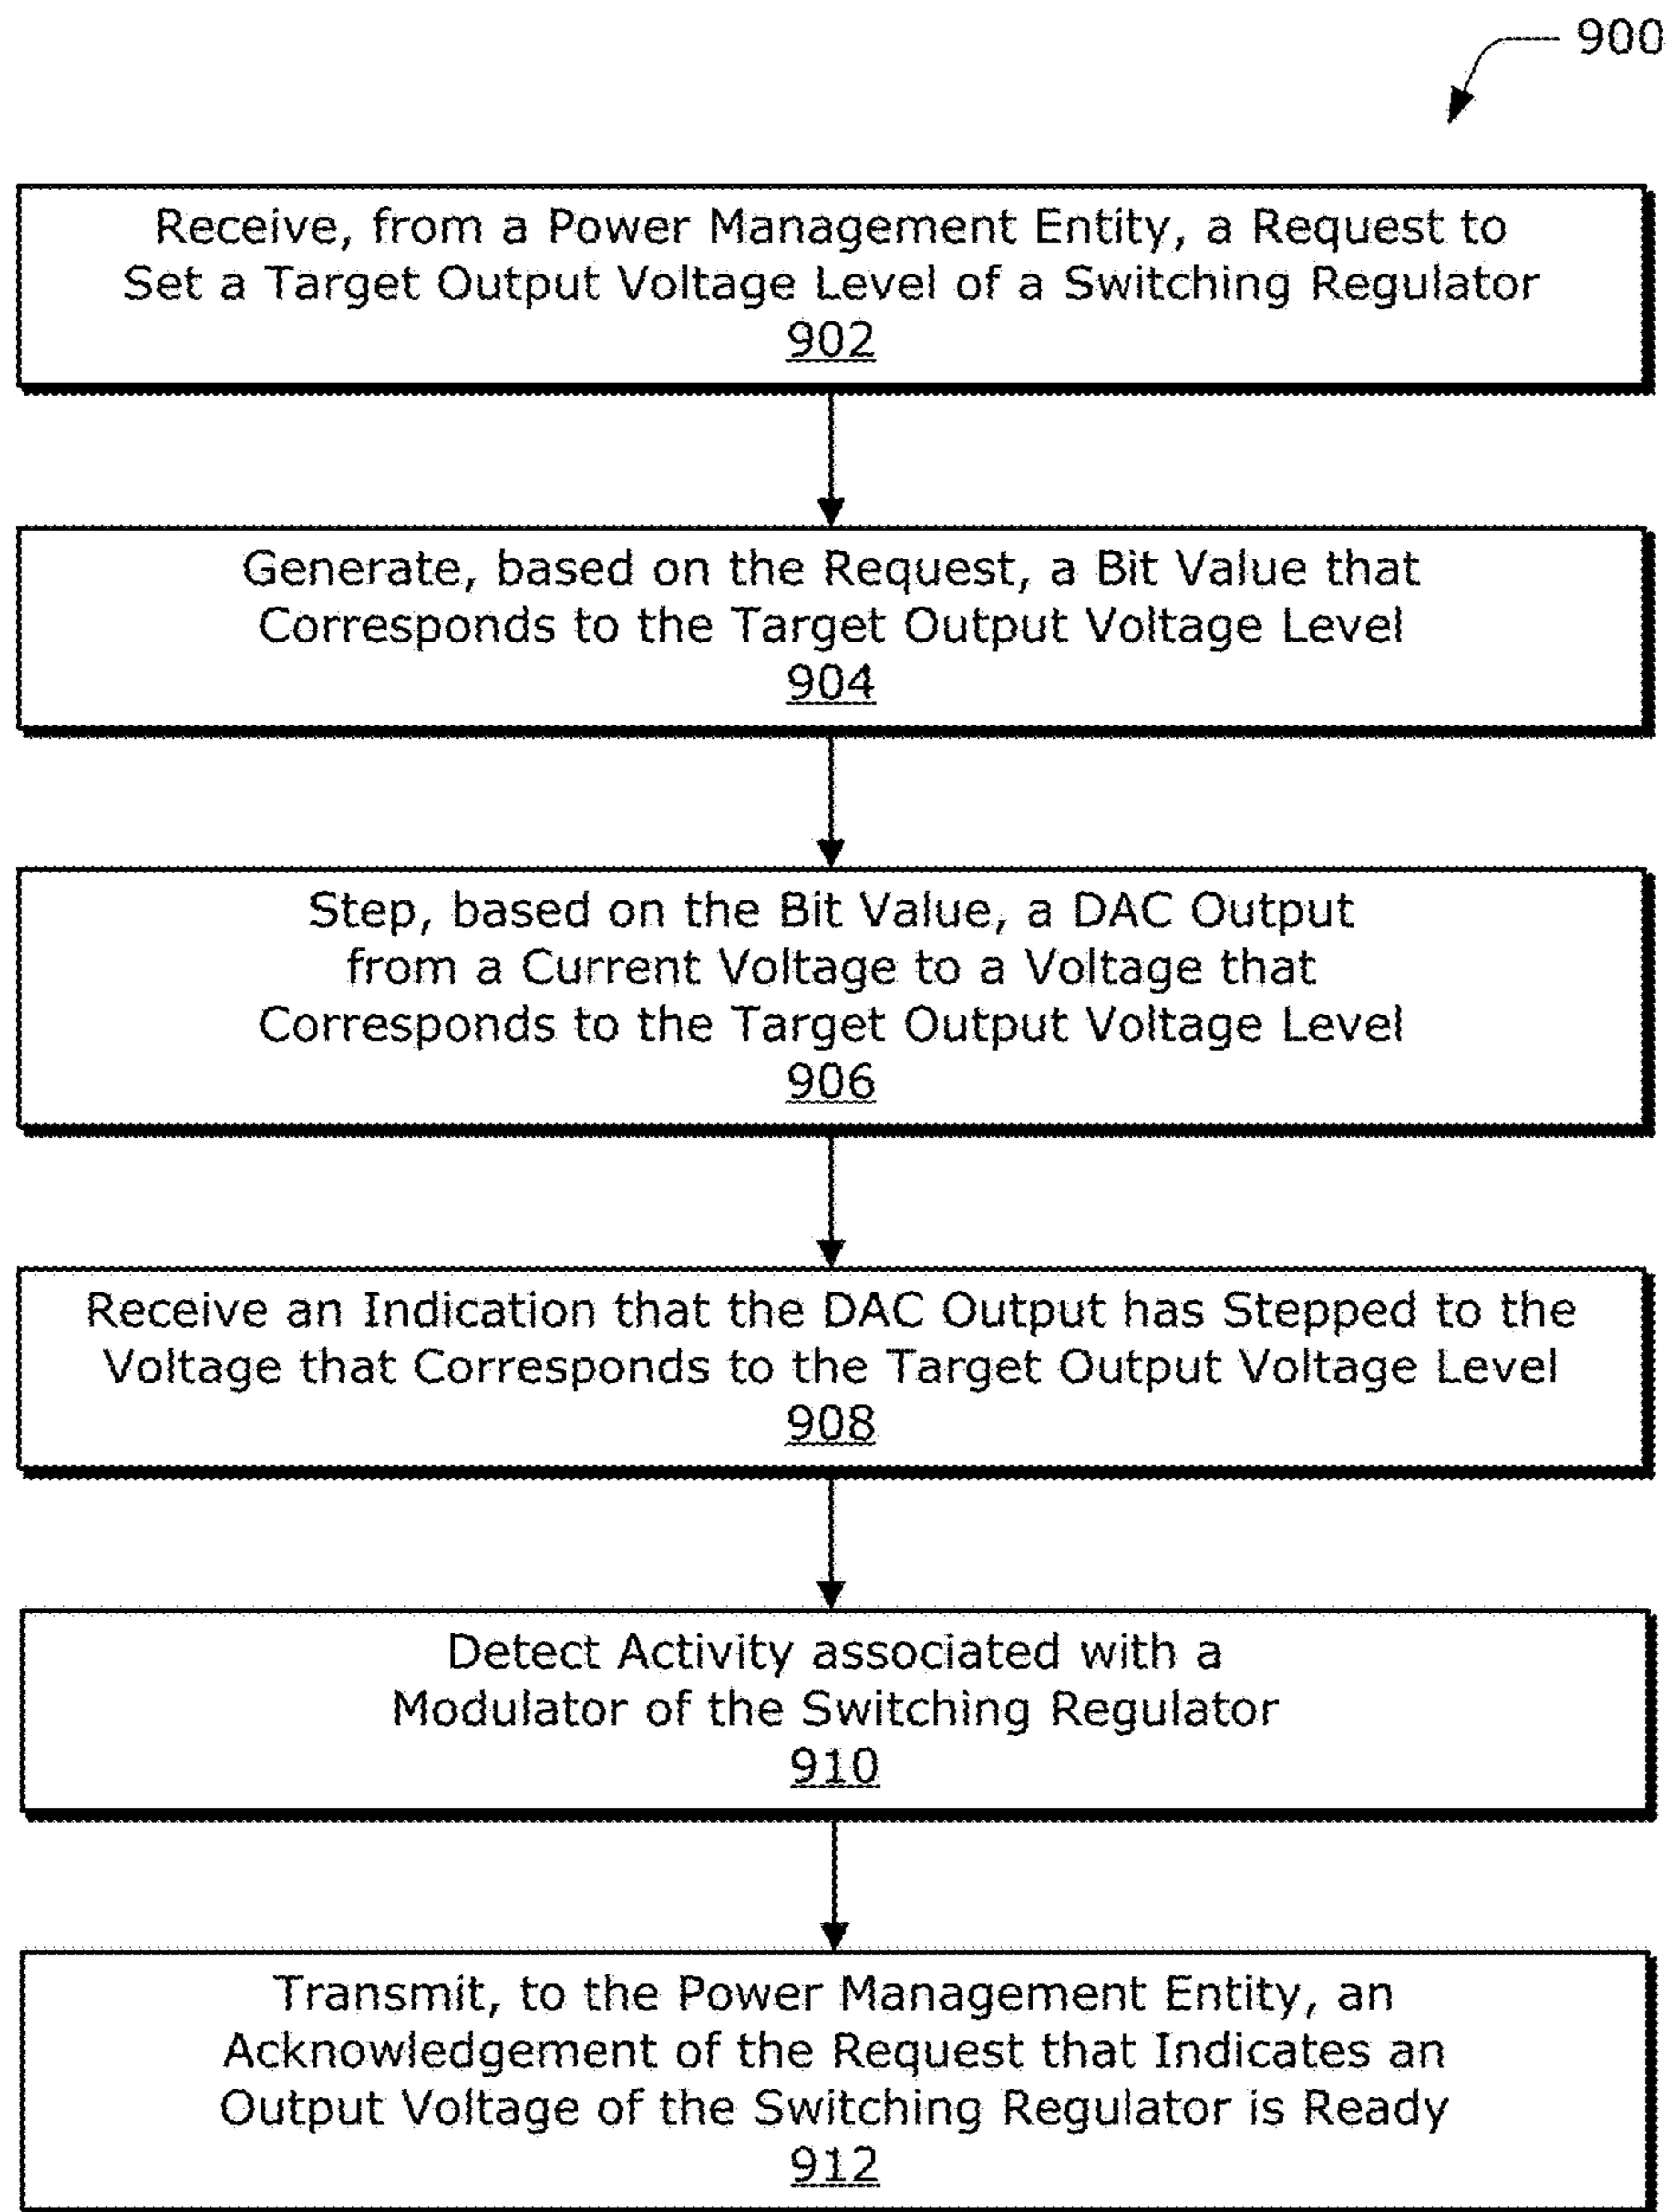 900
Receive, from a Power Management Entity, a Request to
Set a Target Output Voltage Level of a Switching Regulator
902
Generate, based on the Request, a Bit Value that
Corresponds to the Target Output Voltage Level
904
Step, based on the Bit Value, a DAC Output
from a Current Voltage to a Voltage that
Corresponds to the Target Output Voltage Level
906
Receive an Indication that the DAC Output has Stepped to the
Voltage that Corresponds to the Target Output Voltage Level
908
Detect Activity associated with a
Modulator of the Switching Regulator
910
Transmit, to the Power Management Entity, an
Acknowledgement of the Request that Indicates an
Output Voltage of the Switching Regulator is Ready
912